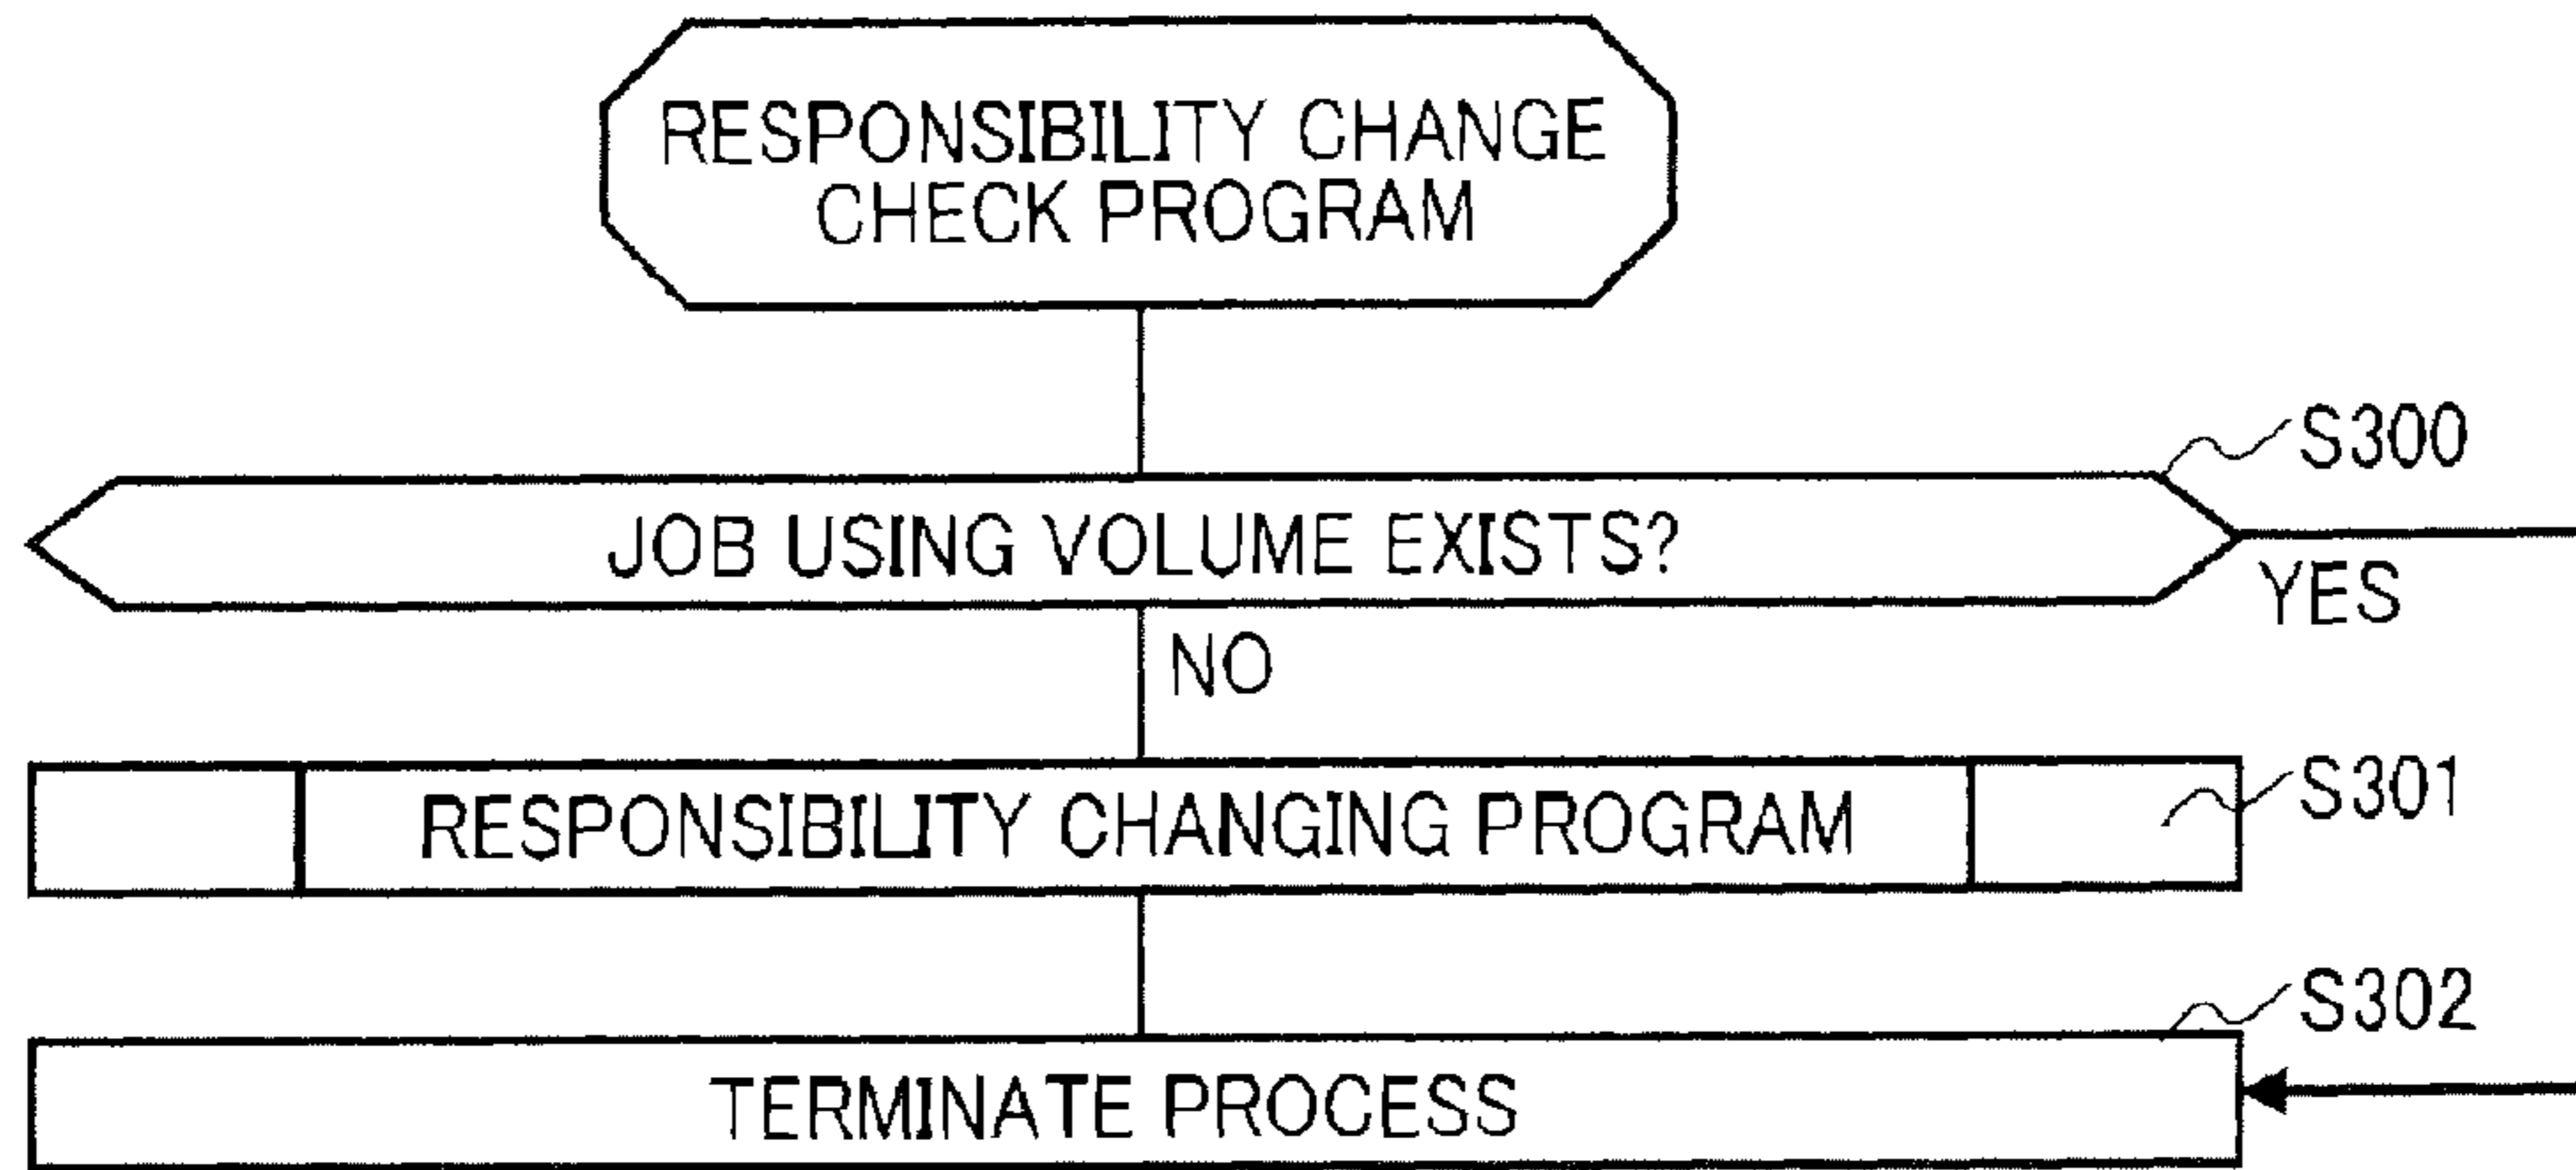 RESPONSIBILITY CHANGE
CHECK PROGRAM
S300
JOB USING VOLUME EXISTS?
YES
NO
S301
RESPONSIBILITY CHANGING PROGRAM
S302
TERMINATE PROCESS